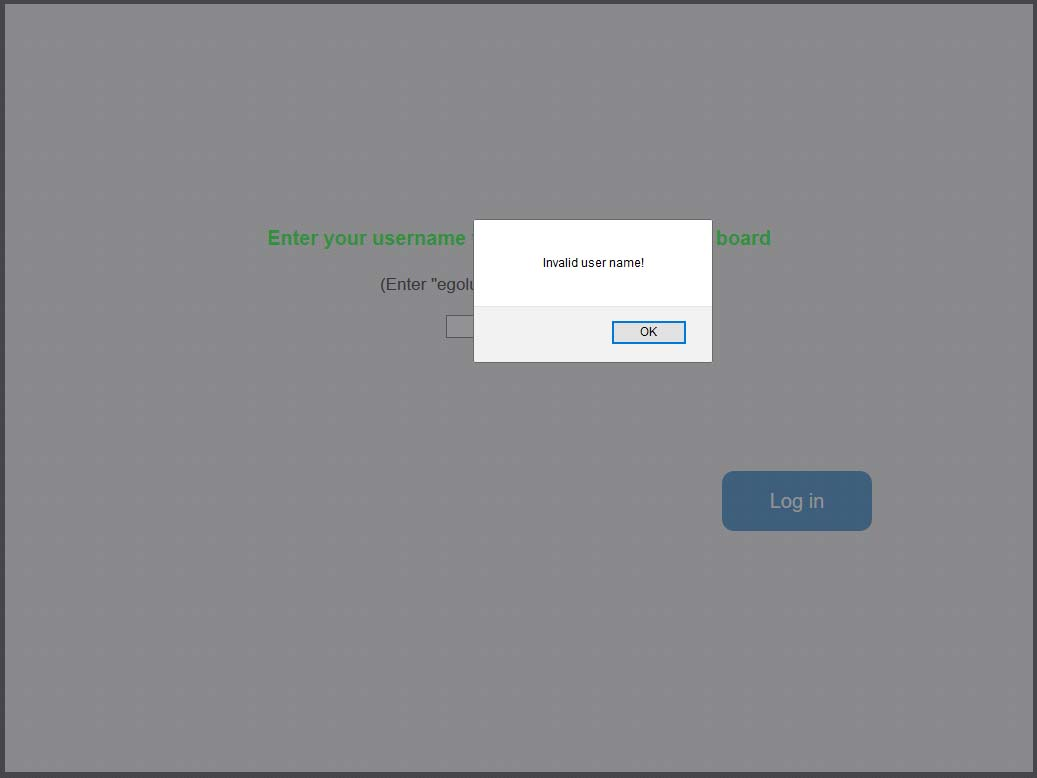 Enter your username board
Invalid user name!
(Enter "egolu
OK
Log in